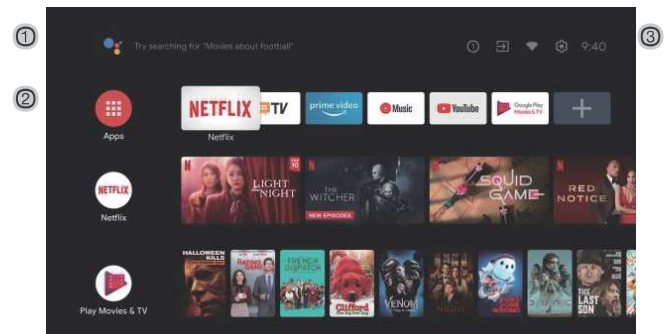 ①
Try searching for "Movies about football"
1
9:40
③
②
Apps
NETFLIX
TV
prime video
Music
YouTube
Google Play
Movies & TV
+
Netflix
NETFLIX
Netflix
N
LIGHT
THE
NIGHT
N
THE
WITCHER
NEW EPISODES
N
SQUID
GAME
RED
NOTICE
Play Movies & TV
HALLOWEEN
KILLS
FRENCH
DISPATCH
Clifford
VENOM
THE
LAST
SON